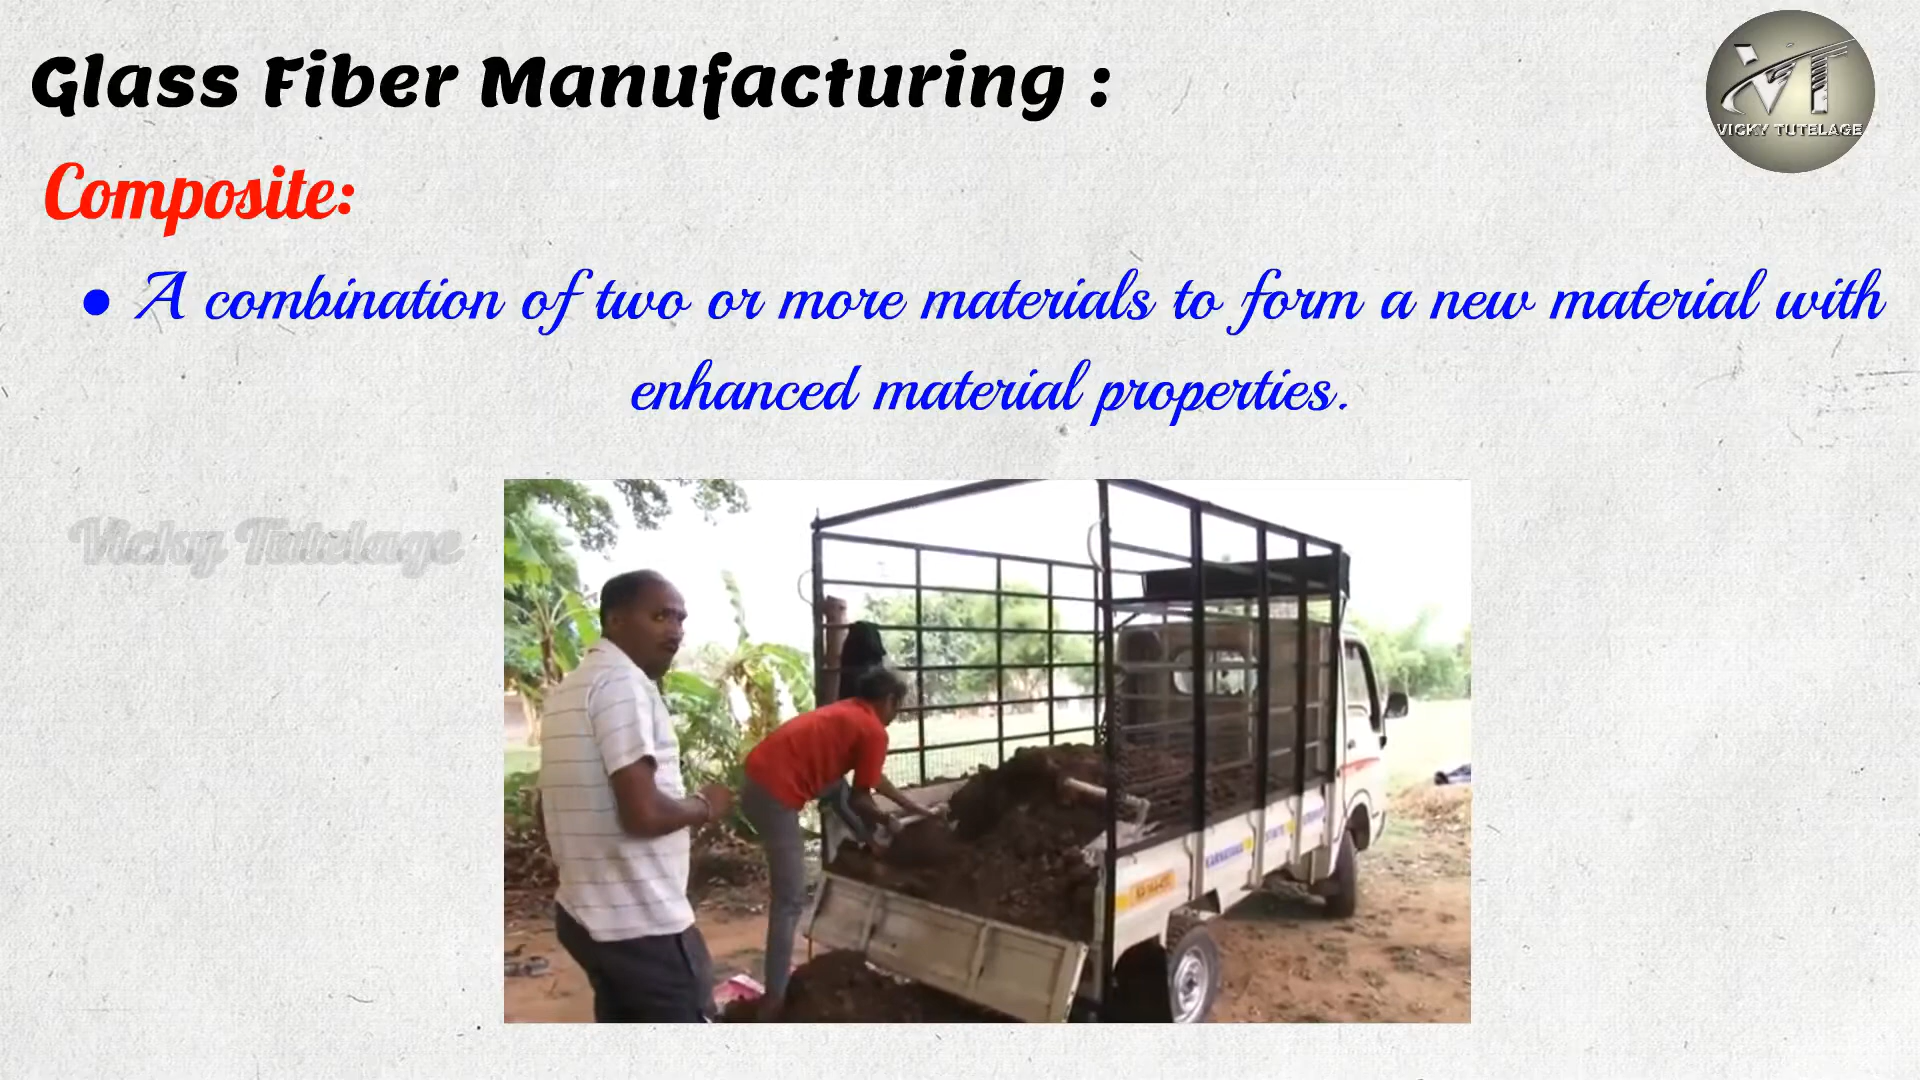 Glass Fiber Manufacturing :
VICKY TUTELAGE
Composite:
• A combination of two or more materials to form a new material with
enhanced material properties.
Vicky Tutelage
KARNATAKA